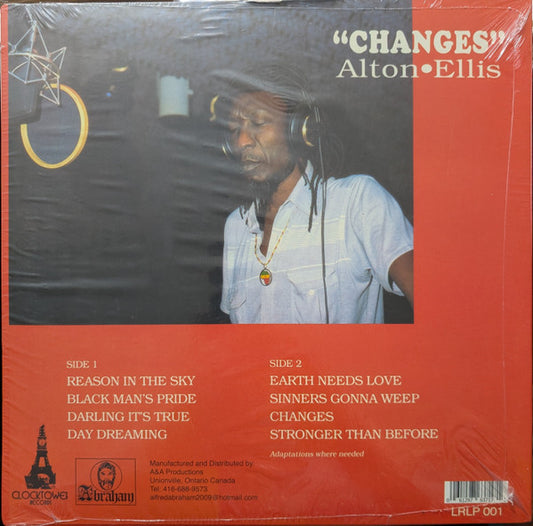 “CHANGES”
Alton•Ellis
SIDE 1
REASON IN THE SKY
BLACK MAN'S PRIDE
DARLING IT'S TRUE
DAY DREAMING
SIDE 2
EARTH NEEDS LOVE
SINNERS GONNA WEEP
CHANGES
STRONGER THAN BEFORE
Adaptations where needed
CLOCKTOWER
RECORDS
Abraham
Manufactured and Distributed by:
A&A Productions
Unionville, Ontario Canada
Tel: 416-686-9573
alfredabraham2009@hotmail.com
LRLP 001